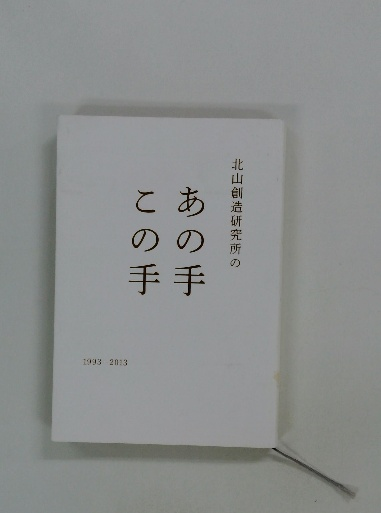 北山創造研究所の
あの手
この手
1993 2013